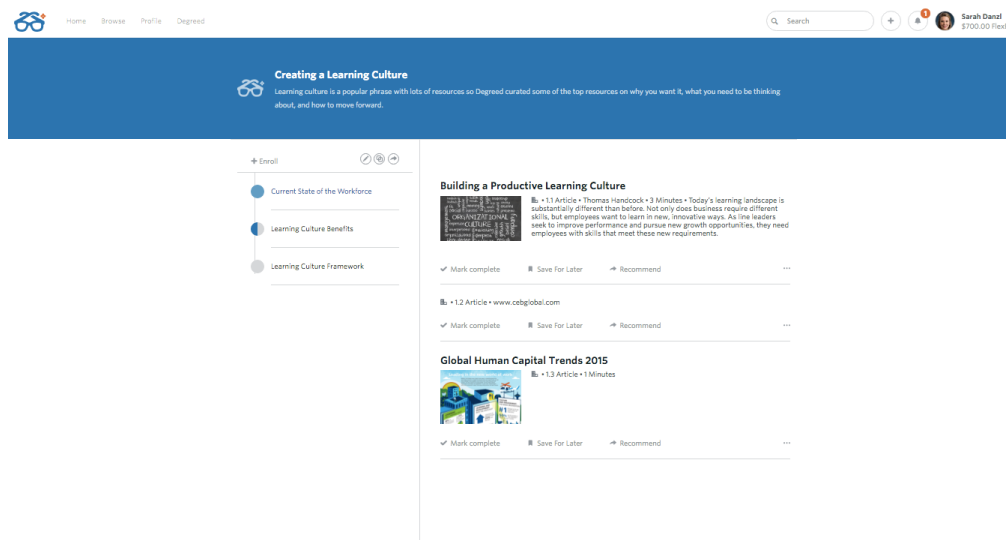 Home Browse Profile Degreed
Search
1
Sarah Danzl
$700.00 Flex
Creating a Learning Culture
Learning culture is a popular phrase with lots of resources so Degreed curated some of the top resources on why you want it, what you need to be thinking
about, and how to move forward.
+ Enroll
Current State of the Workforce
Learning Culture Benefits
Learning Culture Framework
Building a Productive Learning Culture
• 1.1 Article • Thomas Handcock • 3 Minutes • Today's learning landscape is
substantially different than before. Not only does business require different
skills, but employees want to learn in new, innovative ways. As line leaders
seek to improve performance and pursue new growth opportunities, they need
employees with skills that meet these new requirements.
ORGANIZATIONAL
CULTURE
Mark complete Save For Later Recommend ...
• 1.2 Article • www.cebglobal.com
Mark complete Save For Later Recommend ...
Global Human Capital Trends 2015
• 1.3 Article • 1 Minutes
#1
Mark complete Save For Later Recommend ...